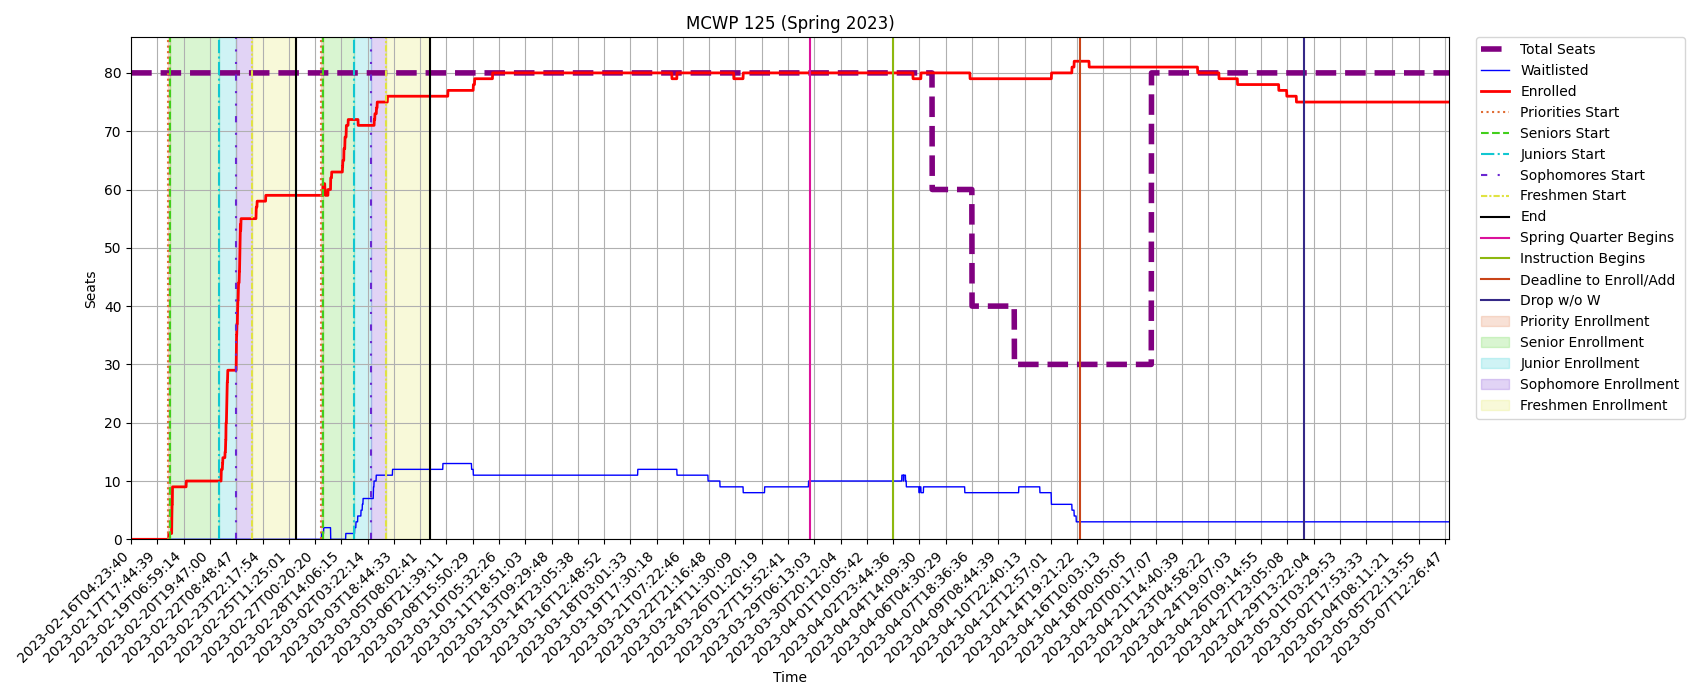 MCWP 125 (Spring 2023)
Seats
80
70
60
50
40
30
20
10
0
2023-02-16T04:23:40
2023-02-17T17:44:39
2023-02-19T06:59:14
2023-02-20T19:47:00
2023-02-22T08:48:47
2023-02-23T22:17:54
2023-02-25T11:25:01
2023-02-27T00:20:20
2023-02-28T14:06:15
2023-03-02T03:22:14
2023-03-03T18:44:33
2023-03-05T08:02:41
2023-03-06T21:39:11
2023-03-08T15:50:29
2023-03-10T05:32:26
2023-03-11T18:51:03
2023-03-13T09:29:48
2023-03-14T23:05:38
2023-03-16T12:48:52
2023-03-18T03:01:33
2023-03-19T17:30:18
2023-03-21T07:22:46
2023-03-22T21:16:48
2023-03-24T11:30:09
2023-03-26T01:20:19
2023-03-27T15:52:41
2023-03-29T06:13:03
2023-03-30T20:12:04
2023-04-01T10:05:42
2023-04-02T23:44:36
2023-04-04T14:09:36
2023-04-06T04:30:29
2023-04-07T18:36:36
2023-04-09T08:44:39
2023-04-10T22:40:13
2023-04-12T12:57:01
2023-04-14T19:21:22
2023-04-16T10:03:13
2023-04-18T00:05:05
2023-04-20T00:17:07
2023-04-21T14:40:39
2023-04-23T04:58:22
2023-04-24T19:07:03
2023-04-26T09:14:55
2023-04-27T23:05:08
2023-04-29T13:22:04
2023-05-01T03:29:53
2023-05-02T17:53:33
2023-05-04T08:11:21
2023-05-05T22:13:55
2023-05-07T12:26:47
Time
Total Seats
Waitlisted
Enrolled
Priorities Start
Seniors Start
Juniors Start
Sophomores Start
Freshmen Start
End
Spring Quarter Begins
Instruction Begins
Deadline to Enroll/Add
Drop w/o W
Priority Enrollment
Senior Enrollment
Junior Enrollment
Sophomore Enrollment
Freshmen Enrollment